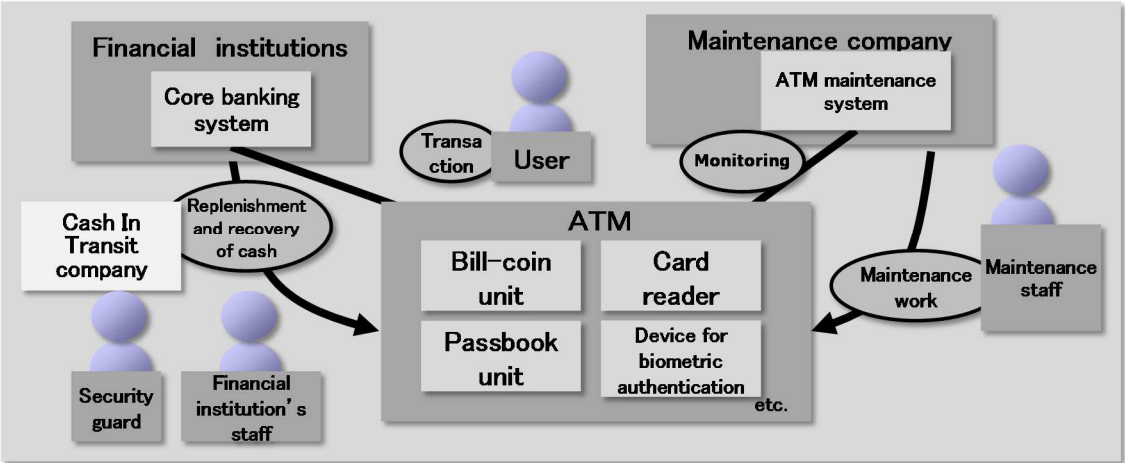 Financial institutions
Core banking
system
Transa
ction
User
Maintenance company
ATM maintenance
system
Monitoring
Cash In
Transit
company
Replenishment
and recovery
of cash
ATM
Bill-coin
unit
Card
reader
Passbook
unit
Device for
biometric
authentication
etc.
Maintenance
work
Maintenance
staff
Security
guard
Financial
institution's
staff